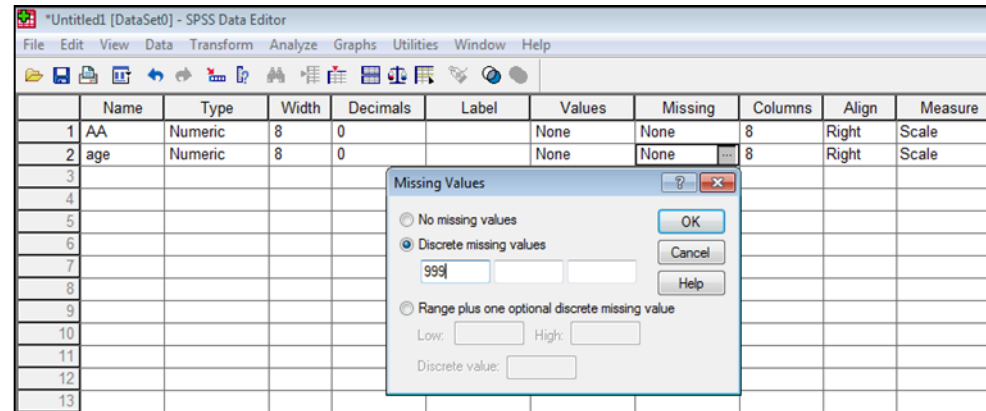 *Untitled1 [DataSet0] - SPSS Data Editor
File Edit View Data Transform Analyze Graphs Utilities Window Help
Name Type Width Decimals Label Values Missing Columns Align Measure
1 AA Numeric 8 0 None None 8 Right Scale
2 age Numeric 8 0 None None ... 8 Right Scale
3
4
5
6
7
8
9
10
11
12
13
Missing Values ?
No missing values OK
Discrete missing values Cancel
999 Help
Range plus one optional discrete missing value
Low: High:
Discrete value: